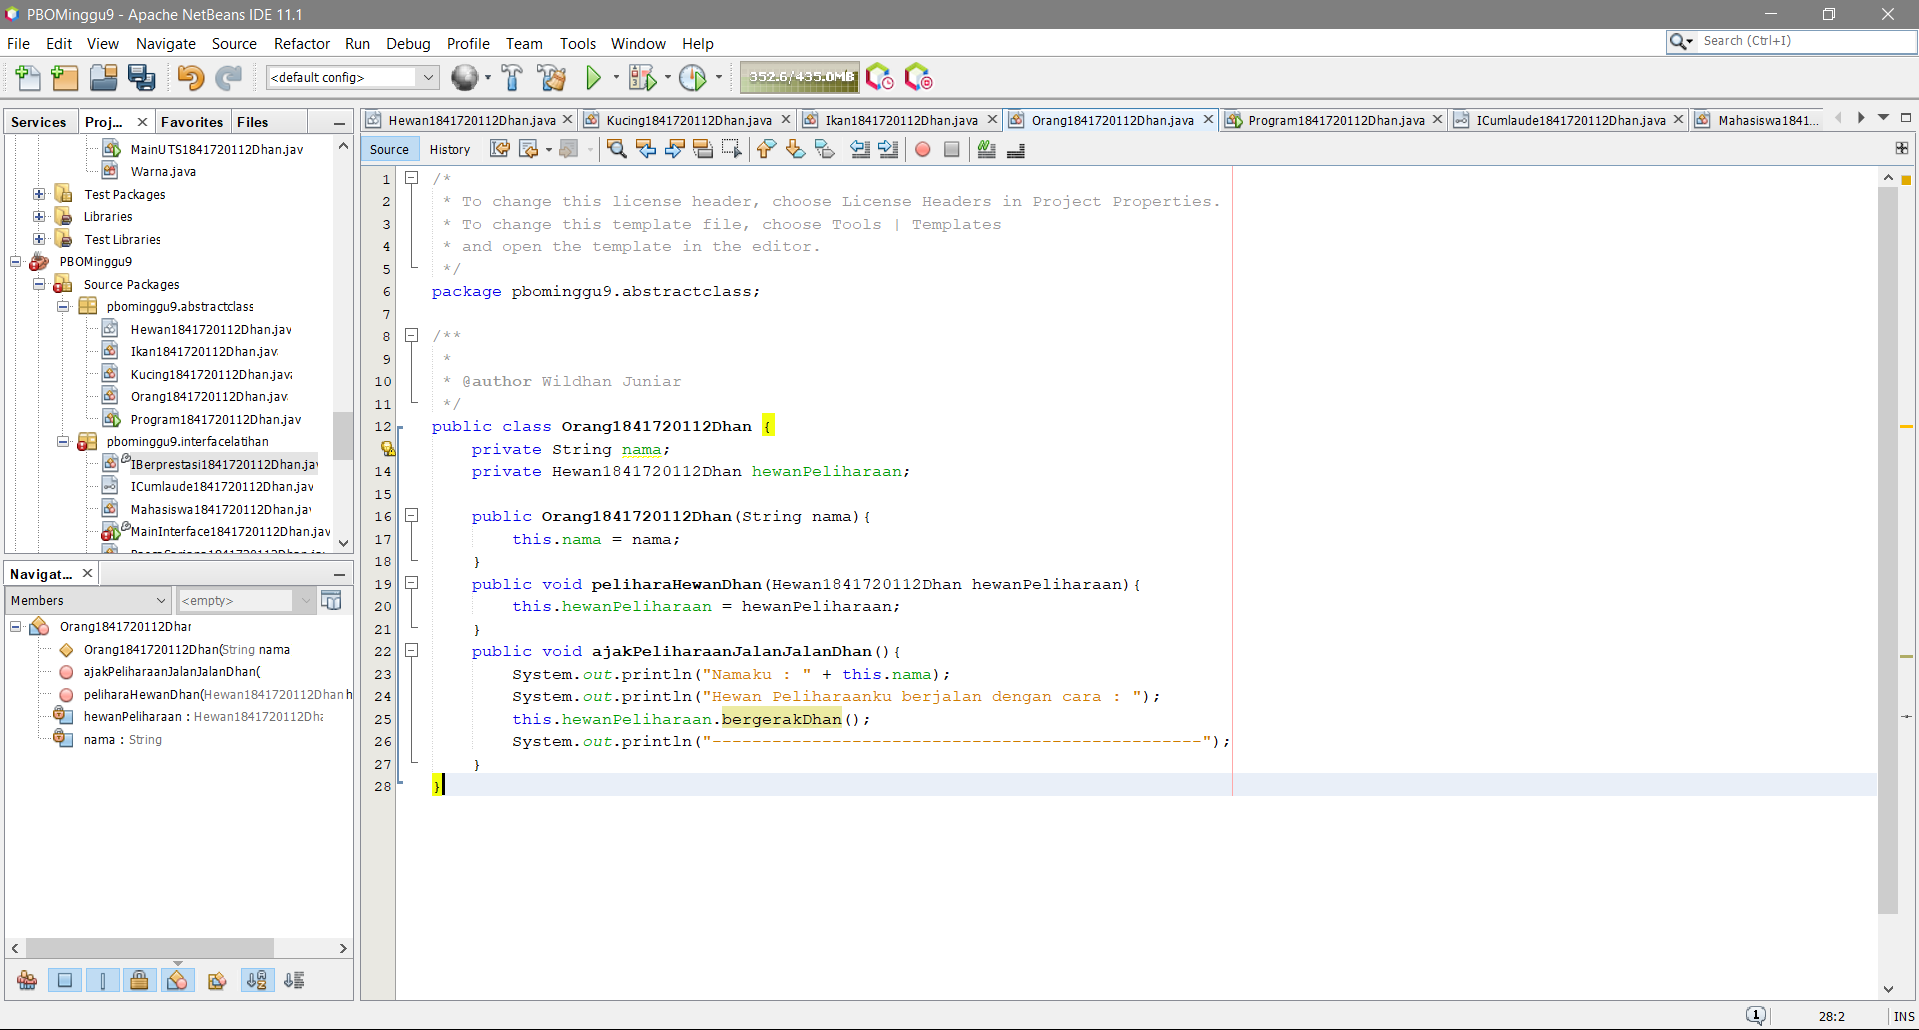 PBOMinggu9 - Apache NetBeans IDE 11.1
File Edit View Navigate Source Refactor Run Debug Profile Team Tools Window Help
Search (Ctrl+I)
<default config>
352.6/435.0MB
Services Proj... Favorites Files
MainUTS1841720112Dhan.jav
Warna.java
Test Packages
Libraries
Test Libraries
PBOMinggu9
Source Packages
pbominggu9.abstractclass
Hewan1841720112Dhan.jav
Ikan1841720112Dhan.jav
Kucing1841720112Dhan.java
Orang1841720112Dhan.jav
Program1841720112Dhan.jav
pbominggu9.interfacelatihan
IBerprestasi1841720112Dhan.jav
ICumlaude1841720112Dhan.jav
Mahasiswa1841720112Dhan.jav
MainInterface1841720112Dhan.jav
Navigat...
Members
<empty>
Orang1841720112Dhan
Orang1841720112Dhan(String nama
ajakPeliharaanJalanJalanDhan(
peliharaHewanDhan(Hewan1841720112Dhan h
hewanPeliharaan : Hewan1841720112Dha
nama : String
Hewan1841720112Dhan.java Kucing1841720112Dhan.java Ikan1841720112Dhan.java Orang1841720112Dhan.java Program1841720112Dhan.java ICumlaude1841720112Dhan.java Mahasiswa1841...
Source History
1 /*
2 * To change this license header, choose License Headers in Project Properties.
3 * To change this template file, choose Tools | Templates
4 * and open the template in the editor.
5 */
6 package pbominggu9.abstractclass;
7
8 /**
9 *
10 * @author Wildhan Juniar
11 */
12 public class Orang1841720112Dhan {
private String nama;
14 private Hewan1841720112Dhan hewanPeliharaan;
15
16 public Orang1841720112Dhan(String nama){
17 this.nama = nama;
18 }
19 public void peliharaHewanDhan(Hewan1841720112Dhan hewanPeliharaan){
20 this.hewanPeliharaan = hewanPeliharaan;
21 }
22 public void ajakPeliharaanJalanJalanDhan(){
23 System.out.println("Namaku : " + this.nama);
24 System.out.println("Hewan Peliharaanku berjalan dengan cara : ");
25 this.hewanPeliharaan.bergerakDhan();
26 System.out.println("-------------------------------------------------");
27 }
28 }
1
28:2
INS